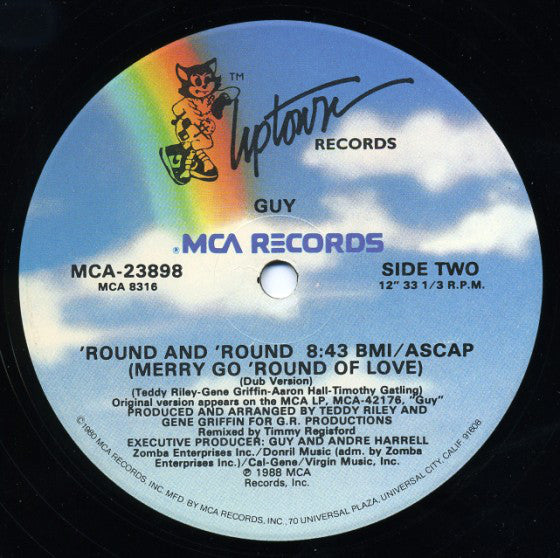 TM
Uptown
RECORDS
GUY
® MCA RECORDS
MCA-23898
MCA 8316
SIDE TWO
12" 33 1/3 R.P.M.
'ROUND AND 'ROUND 8:43 BMI/ASCAP
(MERRY GO 'ROUND OF LOVE)
(Dub Version)
(Teddy Riley-Gene Griffin-Aaron Hall-Timothy Gatling)
Original version appears on the MCA LP, MCA-42176, "Guy"
PRODUCED AND ARRANGED BY TEDDY RILEY AND
GENE GRIFFIN FOR G.R. PRODUCTIONS
Remixed by Timmy Regisford
EXECUTIVE PRODUCER: GUY AND ANDRE HARRELL
Zomba Enterprises Inc./Donril Music (adm. by Zomba
Enterprises Inc.)/Cal-Gene/Virgin Music, Inc.
℗ 1988 MCA
Records, Inc.
©1980 MCA RECORDS, INC. MFD. BY MCA RECORDS, INC., 70 UNIVERSAL PLAZA, UNIVERSAL CITY, CALIF. 91608